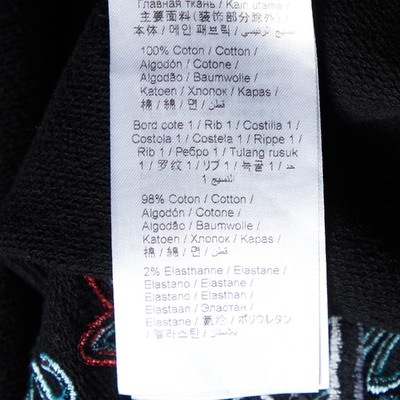 Главная ткань / Kain utama /
主要面料(装饰部分除外)/
本体 / 메인 패브릭 /
100% Coton / Cotton /
Algodón / Cotone /
Algodão / Baumwolle /
Katoen / Хлопок / Kapas /
棉 / 綿 / 면 / قطن
Bord cote 1 / Rib 1 / Costilla 1 /
Costola 1 / Costela 1 / Rippe 1
/ Rib 1 / Ребро 1 / Tulang rusuk
1 / 罗纹 1 / リブ 1 / 늑골 1 /
النسيج 1
98% Coton / Cotton /
Algodón / Cotone /
Algodão / Baumwolle /
Katoen / Хлопок / Kapas /
棉 / 綿 / 면 / قطن
2% Elasthanne / Elastane /
Elastano / Elastan /
Elastano / Elasthan /
Elastaan / Эластан /
Elastane / 氨纶 / ポリウレタン
/ 엘라스틴 / بلاستين